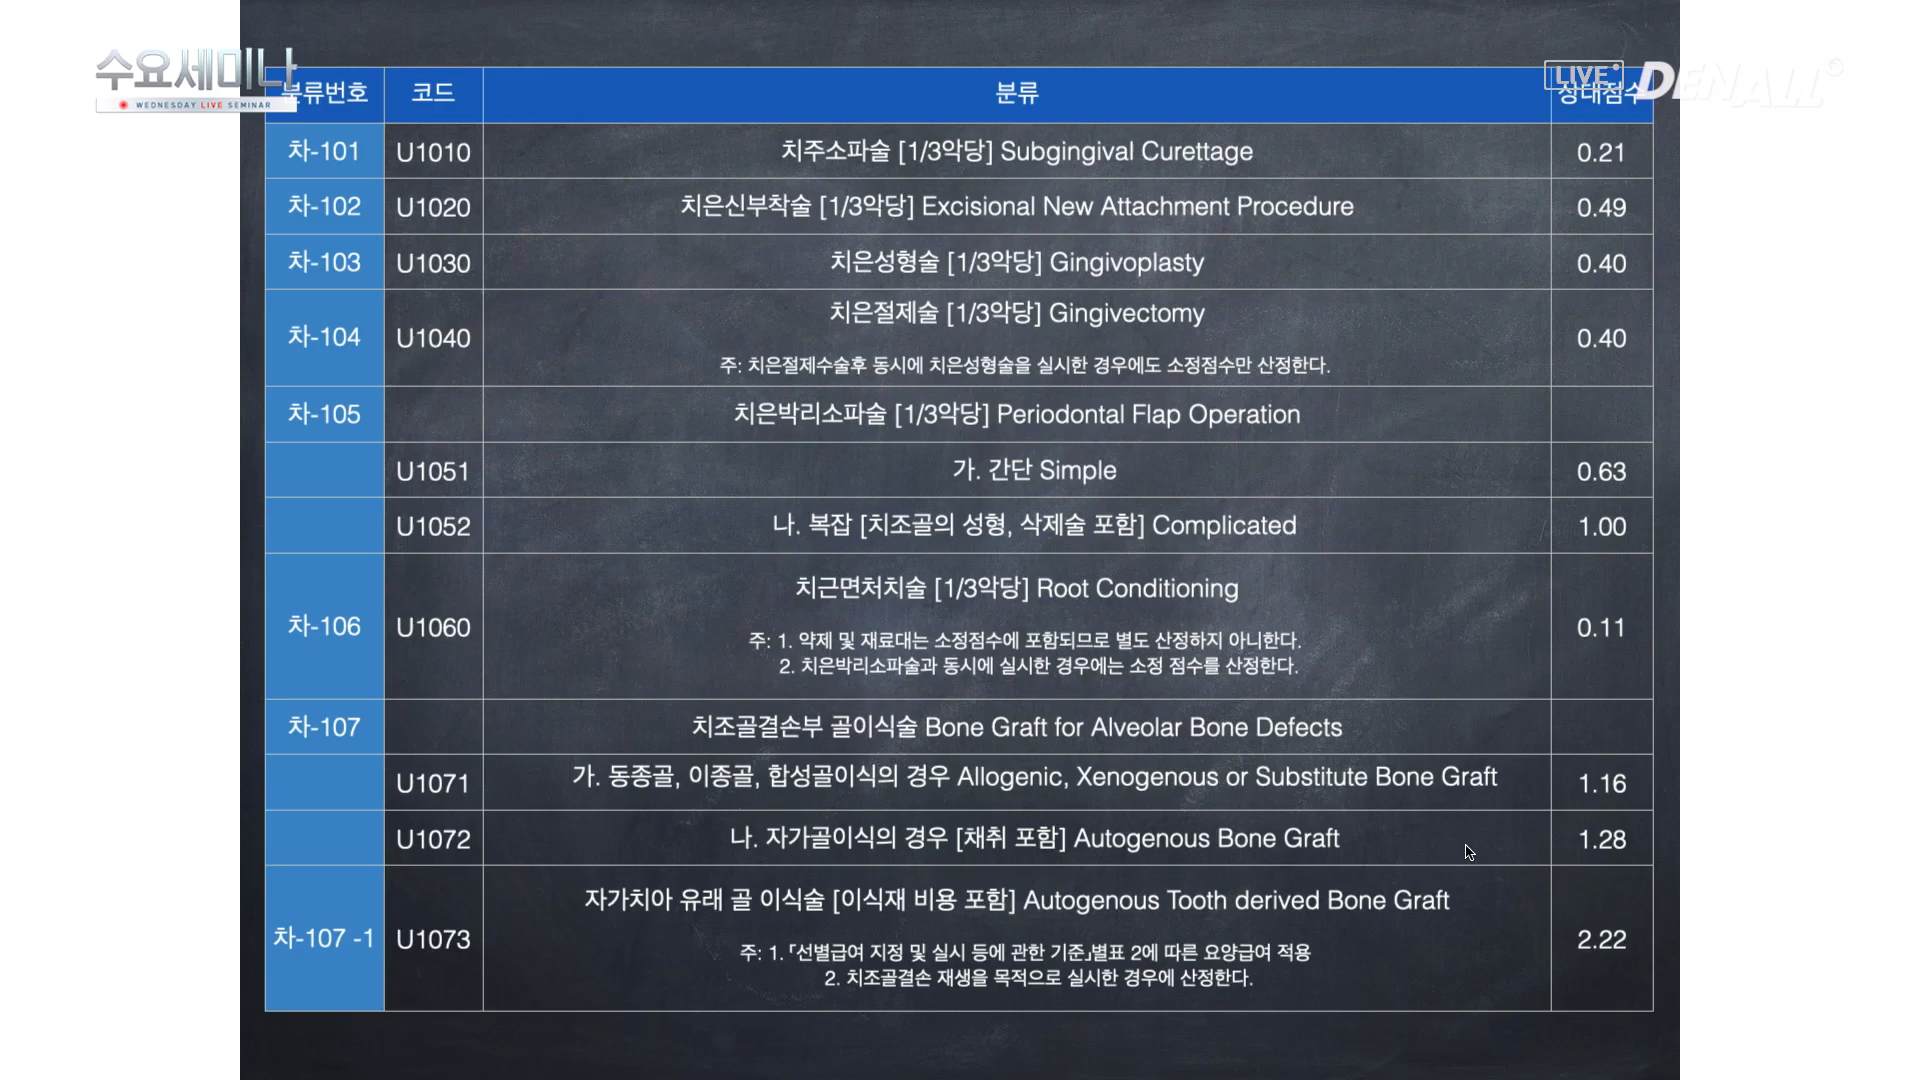 수요세미나
WEDNESDAY LIVE SEMINAR
LIVE
DENALL
분류번호 코드 분류 상대점수
차-101 U1010 치주소파술 [1/3악당] Subgingival Curettage 0.21
차-102 U1020 치은신부착술 [1/3악당] Excisional New Attachment Procedure 0.49
차-103 U1030 치은성형술 [1/3악당] Gingivoplasty 0.40
차-104 U1040 치은절제술 [1/3악당] Gingivectomy 0.40
주: 치은절제수술후 동시에 치은성형술을 실시한 경우에도 소정점수만 산정한다.
차-105 치은박리소파술 [1/3악당] Periodontal Flap Operation
U1051 가. 간단 Simple 0.63
U1052 나. 복잡 [치조골의 성형, 삭제술 포함] Complicated 1.00
차-106 U1060 치근면처치술 [1/3악당] Root Conditioning 0.11
주: 1. 약제 및 재료대는 소정점수에 포함되므로 별도 산정하지 아니한다.
2. 치은박리소파술과 동시에 실시한 경우에는 소정 점수를 산정한다.
차-107 치조골결손부 골이식술 Bone Graft for Alveolar Bone Defects
U1071 가. 동종골, 이종골, 합성골이식의 경우 Allogenic, Xenogenous or Substitute Bone Graft 1.16
U1072 나. 자가골이식의 경우 [채취 포함] Autogenous Bone Graft 1.28
차-107 -1 U1073 자가치아 유래 골 이식술 [이식재 비용 포함] Autogenous Tooth derived Bone Graft 2.22
주: 1.「선별급여 지정 및 실시 등에 관한 기준」별표 2에 따른 요양급여 적용
2. 치조골결손 재생을 목적으로 실시한 경우에 산정한다.